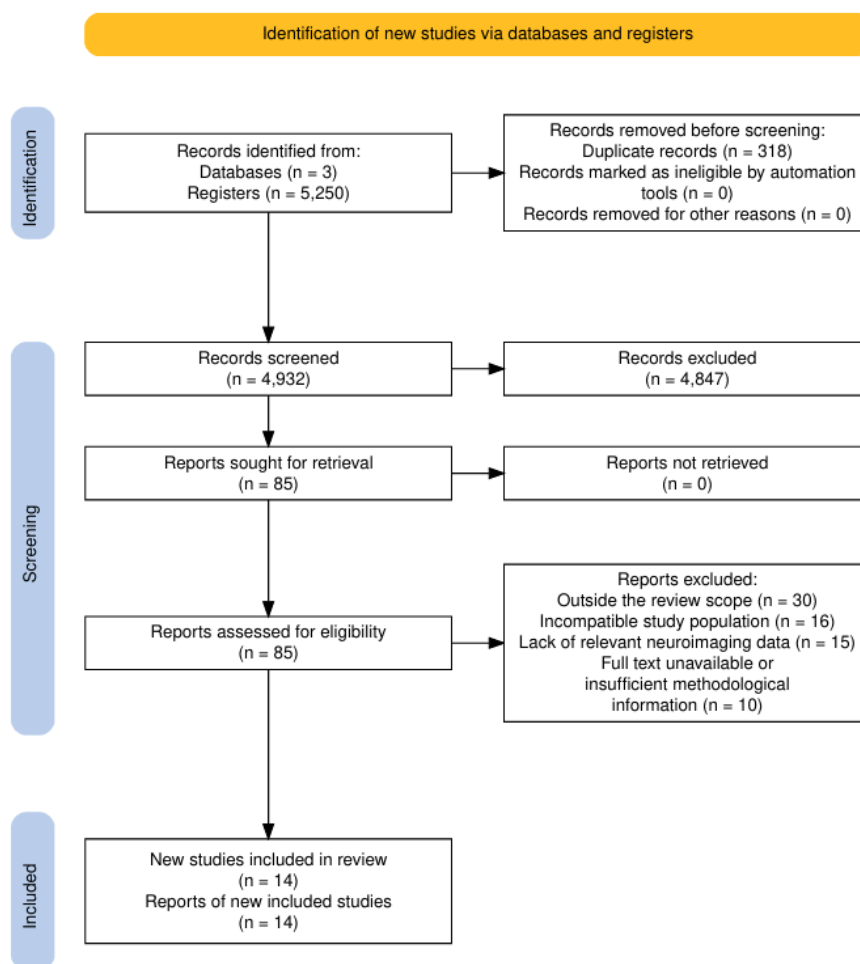 Identification of new studies via databases and registers
Identification
Records identified from:
Databases (n = 3)
Registers (n = 5,250)
Records removed before screening:
Duplicate records (n = 318)
Records marked as ineligible by automation
tools (n = 0)
Records removed for other reasons (n = 0)
Screening
Records screened
(n = 4,932)
Records excluded
(n = 4,847)
Reports sought for retrieval
(n = 85)
Reports not retrieved
(n = 0)
Reports assessed for eligibility
(n = 85)
Reports excluded:
Outside the review scope (n = 30)
Incompatible study population (n = 16)
Lack of relevant neuroimaging data (n = 15)
Full text unavailable or
insufficient methodological
information (n = 10)
Included
New studies included in review
(n = 14)
Reports of new included studies
(n = 14)